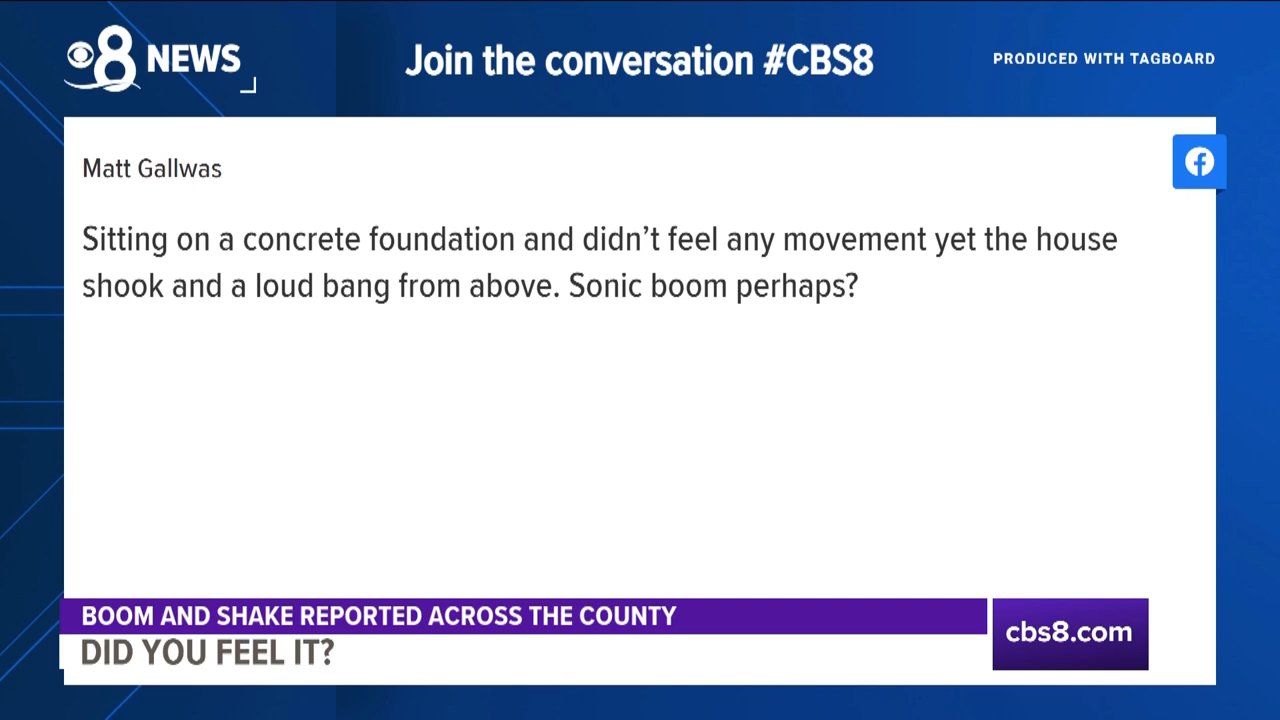 8 NEWS
Join the conversation #CBS8
PRODUCED WITH TAGBOARD
Matt Gallwas
Sitting on a concrete foundation and didn’t feel any movement yet the house
shook and a loud bang from above. Sonic boom perhaps?
BOOM AND SHAKE REPORTED ACROSS THE COUNTY
DID YOU FEEL IT?
cbs8.com